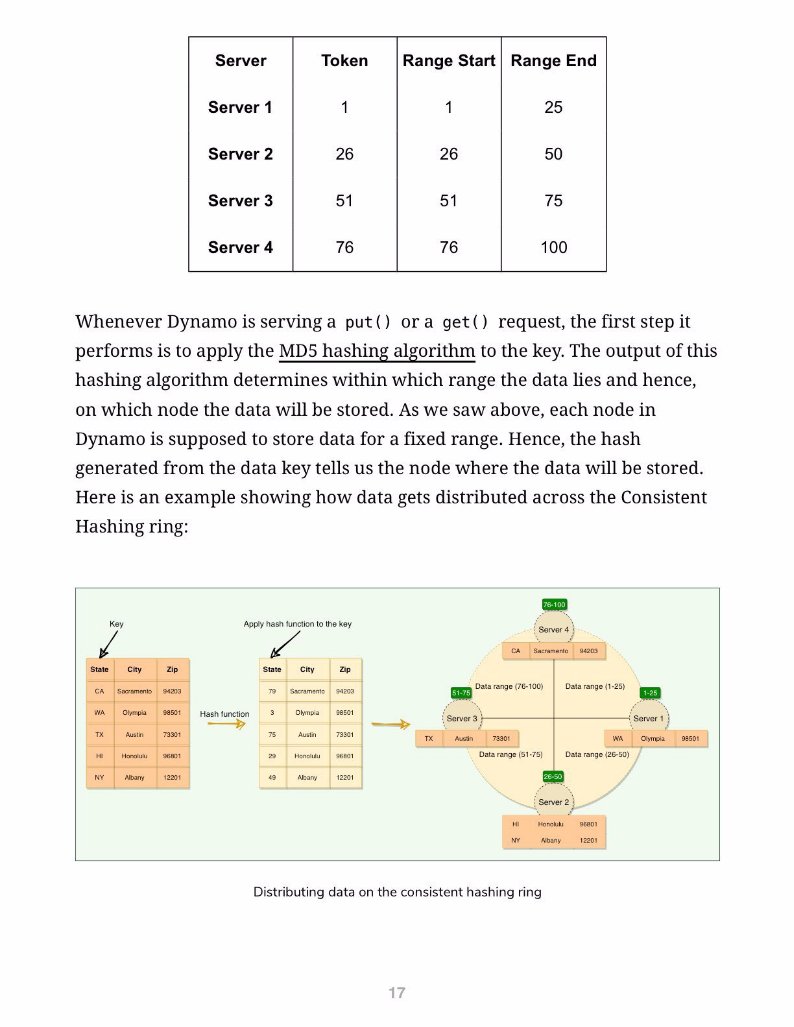 Server Token Range Start Range End
Server 1 1 1 25
Server 2 26 26 50
Server 3 51 51 75
Server 4 76 76 100
Whenever Dynamo is serving a put() or a get() request, the first step it
performs is to apply the MD5 hashing algorithm to the key. The output of this
hashing algorithm determines within which range the data lies and hence,
on which node the data will be stored. As we saw above, each node in
Dynamo is supposed to store data for a fixed range. Hence, the hash
generated from the data key tells us the node where the data will be stored.
Here is an example showing how data gets distributed across the Consistent
Hashing ring:
Key
State City Zip
CA Sacramento 94203
WA Olympia 98501
TX Austin 73301
HI Honolulu 96801
NY Albany 12201
Hash function
Apply hash function to the key
State City Zip
79 Sacramento 94203
3 Olympia 98501
75 Austin 73301
29 Honolulu 96801
49 Albany 12201
76-100
Server 4
CA Sacramento 94203
Data range (76-100)
Data range (1-25)
51-75
Server 3
TX Austin 73301
1-25
Server 1
WA Olympia 98501
Data range (51-75)
Data range (26-50)
26-50
Server 2
HI Honolulu 96801
NY Albany 12201
Distributing data on the consistent hashing ring
17